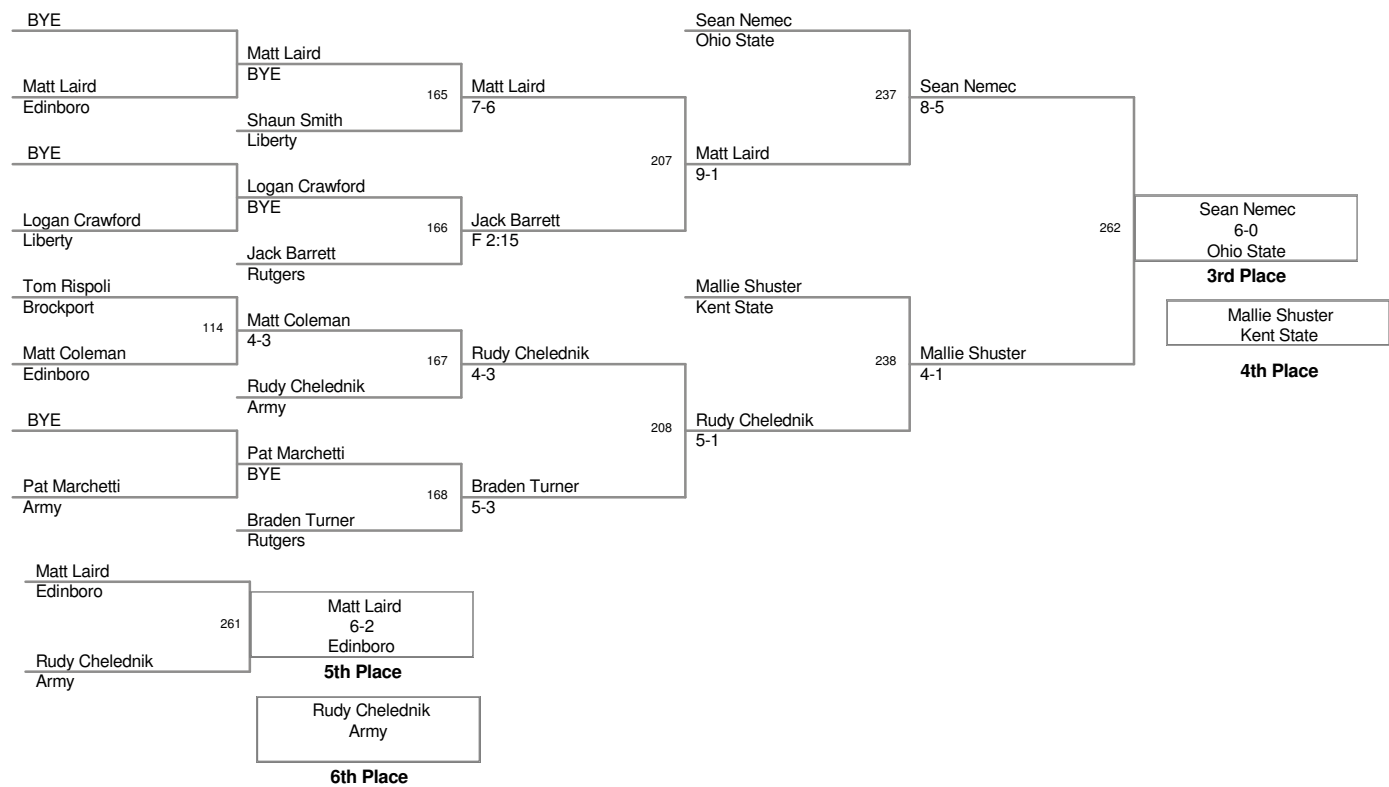 BYE
Matt Laird
Edinboro
BYE
Logan Crawford
Liberty
Tom Rispoli
Brockport
114
Matt Coleman
Edinboro
BYE
Pat Marchetti
Army
Matt Laird
BYE
165
Shaun Smith
Liberty
Logan Crawford
BYE
166
Jack Barrett
Rutgers
Matt Coleman
4-3
167
Rudy Chelednik
Army
Pat Marchetti
BYE
168
Braden Turner
Rutgers
Matt Laird
7-6
207
Jack Barrett
F 2:15
Rudy Chelednik
4-3
208
Braden Turner
5-3
Sean Nemec
Ohio State
237
Matt Laird
9-1
Mallie Shuster
Kent State
238
Rudy Chelednik
5-1
Sean Nemec
8-5
262
Mallie Shuster
4-1
Sean Nemec
6-0
Ohio State
3rd Place
Mallie Shuster
Kent State
4th Place
Matt Laird
Edinboro
261
Rudy Chelednik
Army
Matt Laird
6-2
Edinboro
5th Place
Rudy Chelednik
Army
6th Place